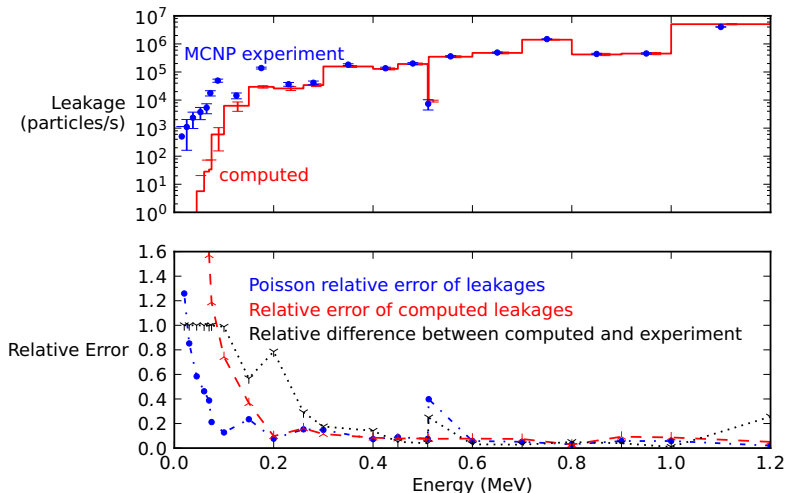 10^7
10^6
10^5
10^4
10^3
10^2
10^1
10^0
Leakage
(particles/s)
MCNP experiment
computed
1.6
1.4
1.2
1.0
0.8
0.6
0.4
0.2
0.0
Relative Error
Poisson relative error of leakages
Relative error of computed leakages
Relative difference between computed and experiment
0.0 0.2 0.4 0.6 0.8 1.0 1.2
Energy (MeV)